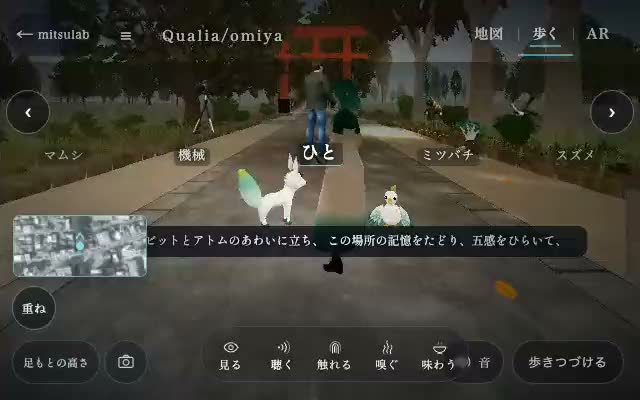 ← mitsulab
Qualia/omiya
地図 歩く AR
マムシ 機械 ひと ミツバチ スズメ
ビットとアトムのあわいに立ち、この場所の記憶をたどり、五感をひらいて、
重ね
足もとの高さ
見る 聴く 触れる 嗅ぐ 味わう
音
歩きつづける